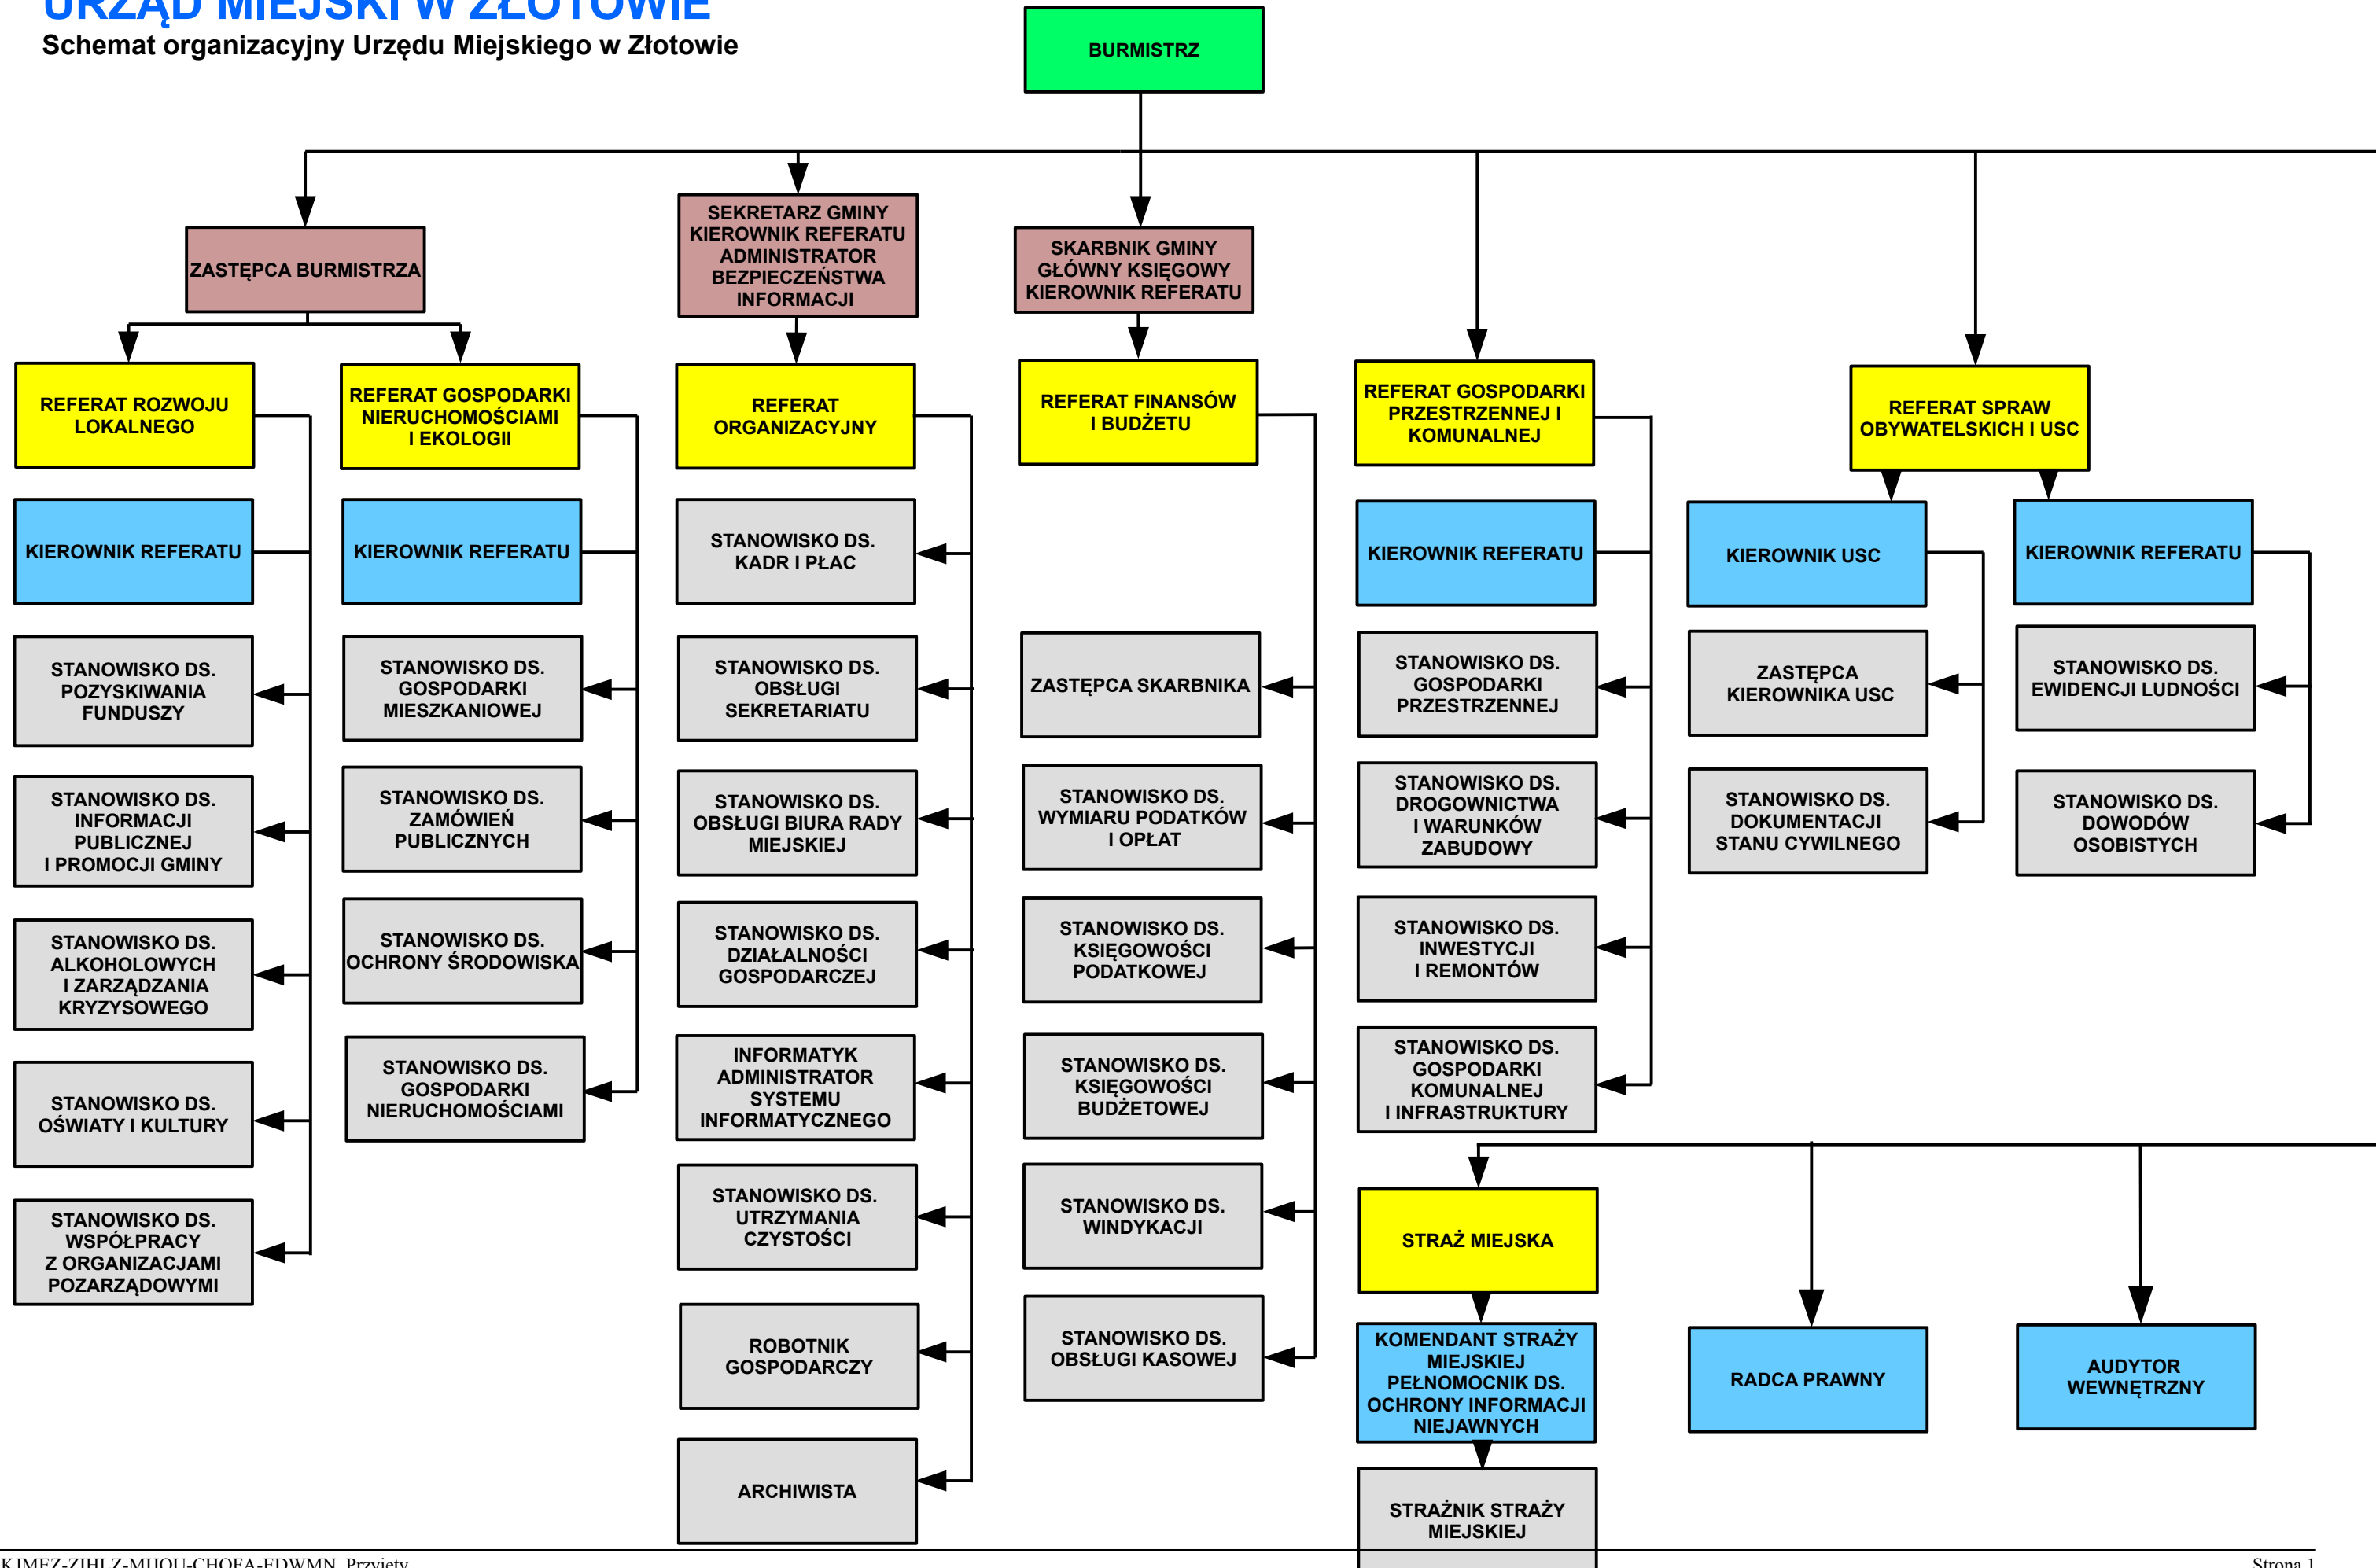 URZĄD MIEJSKI W ZŁOTOWIE
Schemat organizacyjny Urzędu Miejskiego w Złotowie
BURMISTRZ
ZASTĘPCA BURMISTRZA
SEKRETARZ GMINY
KIEROWNIK REFERATU
ADMINISTRATOR
BEZPIECZEŃSTWA
INFORMACJI
SKARBNIK GMINY
GŁÓWNY KSIĘGOWY
KIEROWNIK REFERATU
REFERAT ROZWOJU
LOKALNEGO
REFERAT GOSPODARKI
NIERUCHOMOŚCIAMI
I EKOLOGII
REFERAT
ORGANIZACYJNY
REFERAT FINANSÓW
I BUDŻETU
REFERAT GOSPODARKI
PRZESTRZENNEJ I
KOMUNALNEJ
REFERAT SPRAW
OBYWATELSKICH I USC
KIEROWNIK REFERATU
STANOWISKO DS.
POZYSKIWANIA
FUNDUSZY
STANOWISKO DS.
INFORMACJI
PUBLICZNEJ
I PROMOCJI GMINY
STANOWISKO DS.
ALKOHOLOWYCH
I ZARZĄDZANIA
KRYZYSOWEGO
STANOWISKO DS.
OŚWIATY I KULTURY
STANOWISKO DS.
WSPÓŁPRACY
Z ORGANIZACJAMI
POZARZĄDOWYMI
KIEROWNIK REFERATU
STANOWISKO DS.
GOSPODARKI
MIESZKANIOWEJ
STANOWISKO DS.
ZAMÓWIEŃ
PUBLICZNYCH
STANOWISKO DS.
OCHRONY ŚRODOWISKA
STANOWISKO DS.
GOSPODARKI
NIERUCHOMOŚCIAMI
STANOWISKO DS.
KADR I PŁAC
STANOWISKO DS.
OBSŁUGI
SEKRETARIATU
STANOWISKO DS.
OBSŁUGI BIURA RADY
MIEJSKIEJ
STANOWISKO DS.
DZIAŁALNOŚCI
GOSPODARCZEJ
INFORMATYK
ADMINISTRATOR
SYSTEMU
INFORMATYCZNEGO
STANOWISKO DS.
UTRZYMANIA
CZYSTOŚCI
ROBOTNIK
GOSPODARCZY
ARCHIWISTA
ZASTĘPCA SKARBNIKA
STANOWISKO DS.
WYMIARU PODATKÓW
I OPŁAT
STANOWISKO DS.
KSIĘGOWOŚCI
PODATKOWEJ
STANOWISKO DS.
KSIĘGOWOŚCI
BUDŻETOWEJ
STANOWISKO DS.
WINDYKACJI
STANOWISKO DS.
OBSŁUGI KASOWEJ
KIEROWNIK REFERATU
STANOWISKO DS.
GOSPODARKI
PRZESTRZENNEJ
STANOWISKO DS.
DROGOWNICTWA
I WARUNKÓW
ZABUDOWY
STANOWISKO DS.
INWESTYCJI
I REMONTÓW
STANOWISKO DS.
GOSPODARKI
KOMUNALNEJ
I INFRASTRUKTURY
KIEROWNIK USC
ZASTĘPCA
KIEROWNIKA USC
STANOWISKO DS.
DOKUMENTACJI
STANU CYWILNEGO
KIEROWNIK REFERATU
STANOWISKO DS.
EWIDENCJI LUDNOŚCI
STANOWISKO DS.
DOWODÓW
OSOBISTYCH
STRAŻ MIEJSKA
KOMENDANT STRAŻY
MIEJSKIEJ
PEŁNOMOCNIK DS.
OCHRONY INFORMACJI
NIEJAWNYCH
STRAŻNIK STRAŻY
MIEJSKIEJ
RADCA PRAWNY
AUDYTOR
WEWNĘTRZNY
Strona 1